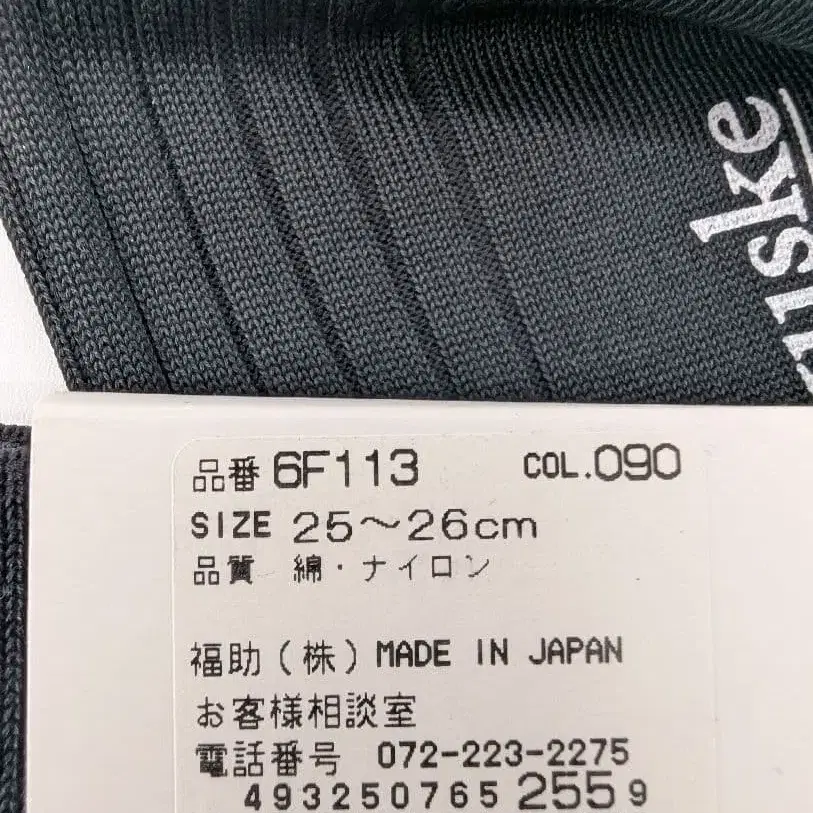 uske
品番 6F113 COL.090
SIZE 25～26cm
品質 綿・ナイロン
福助(株) MADE IN JAPAN
お客様相談室
電話番号 072-223-2275
493250765 255 9